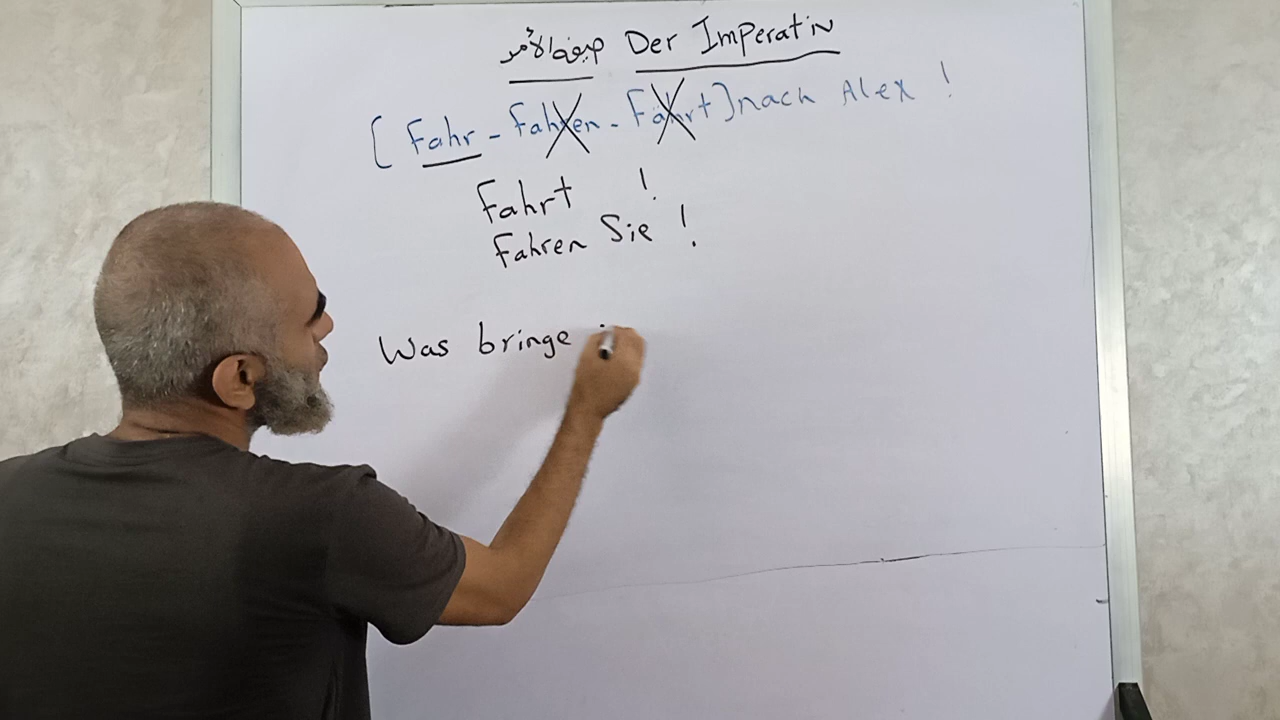 Der Imperativ صيغة الأمر
[ Fahr - Fahren - Fährt ] nach Alex !
Fahrt !
Fahren Sie !
Was bringe i